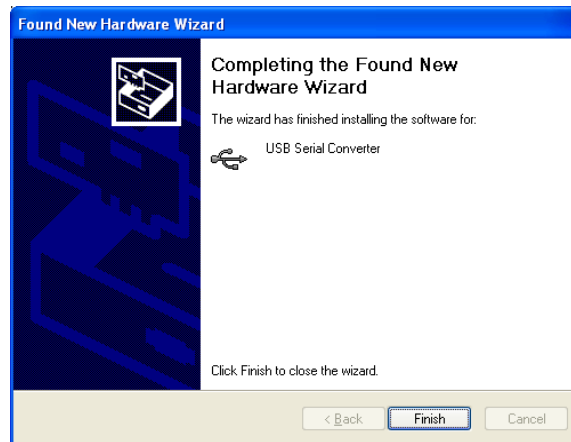 Found New Hardware Wizard
Completing the Found New
Hardware Wizard
The wizard has finished installing the software for:
USB Serial Converter
Click Finish to close the wizard.
< Back Finish Cancel